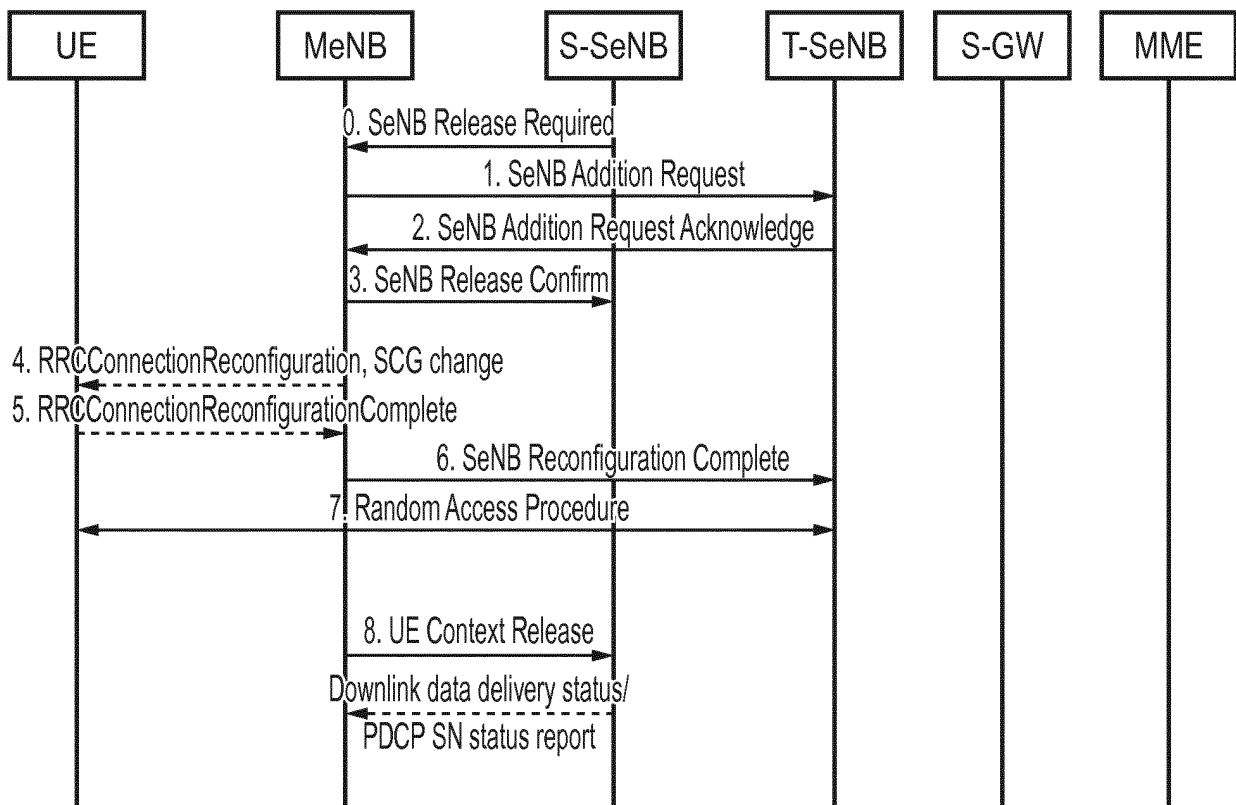 UE
MeNB
S-SeNB
T-SeNB
S-GW
MME
0. SeNB Release Required
1. SeNB Addition Request
2. SeNB Addition Request Acknowledge
3. SeNB Release Confirm
4. RRCConnectionReconfiguration, SCG change
5. RRCConnectionReconfigurationComplete
6. SeNB Reconfiguration Complete
7. Random Access Procedure
8. UE Context Release
Downlink data delivery status/
PDCP SN status report